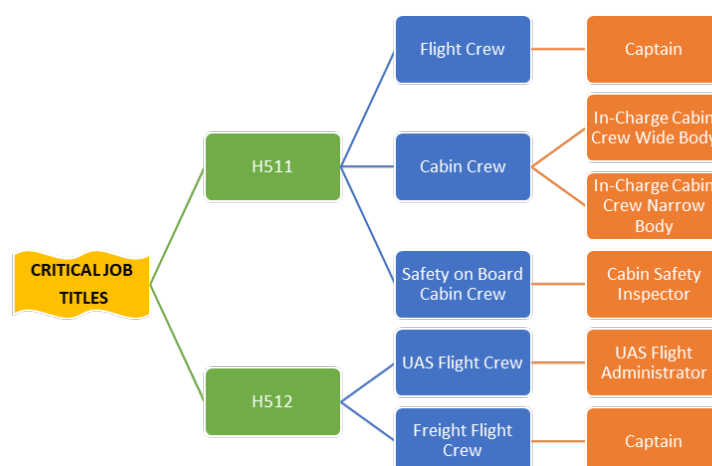 CRITICAL JOB
TITLES
H511
Flight Crew
Captain
Cabin Crew
In-Charge Cabin
Crew Wide Body
In-Charge Cabin
Crew Narrow
Body
Safety on Board
Cabin Crew
Cabin Safety
Inspector
H512
UAS Flight Crew
UAS Flight
Administrator
Freight Flight
Crew
Captain